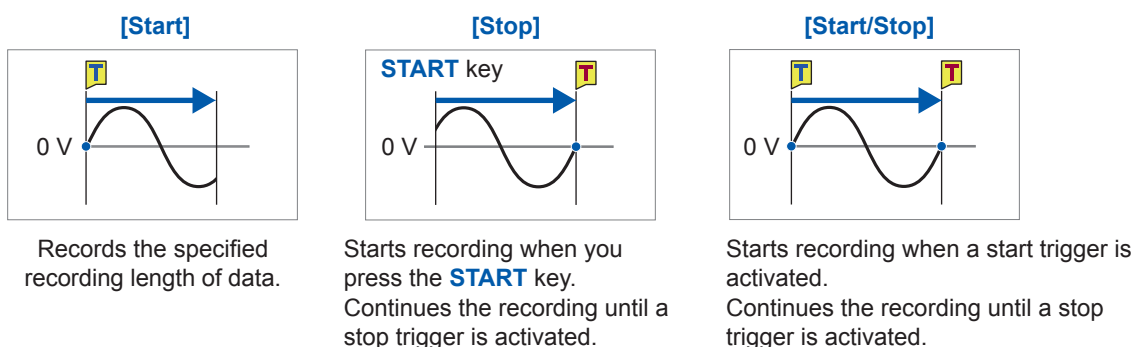 [Start]
T
0 V
Records the specified
recording length of data.
[Stop]
START key
T
0 V
Starts recording when you
press the START key.
Continues the recording until a
stop trigger is activated.
[Start/Stop]
T
T
0 V
Starts recording when a start trigger is
activated.
Continues the recording until a stop
trigger is activated.